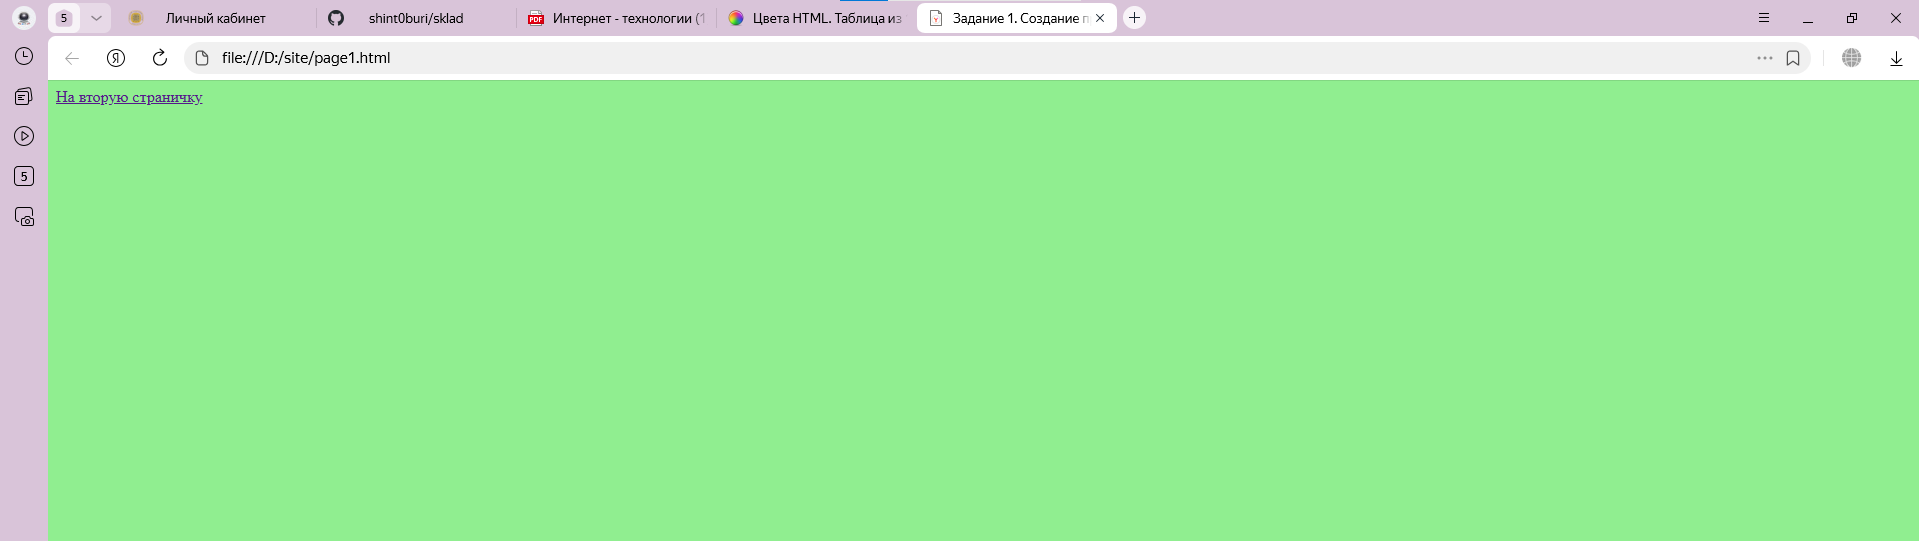 5
Личный кабинет
shint0buri/sklad
Интернет - технологии (1
Цвета HTML. Таблица из
Задание 1. Создание п
Я
file:///D:/site/page1.html
На вторую страничку
5